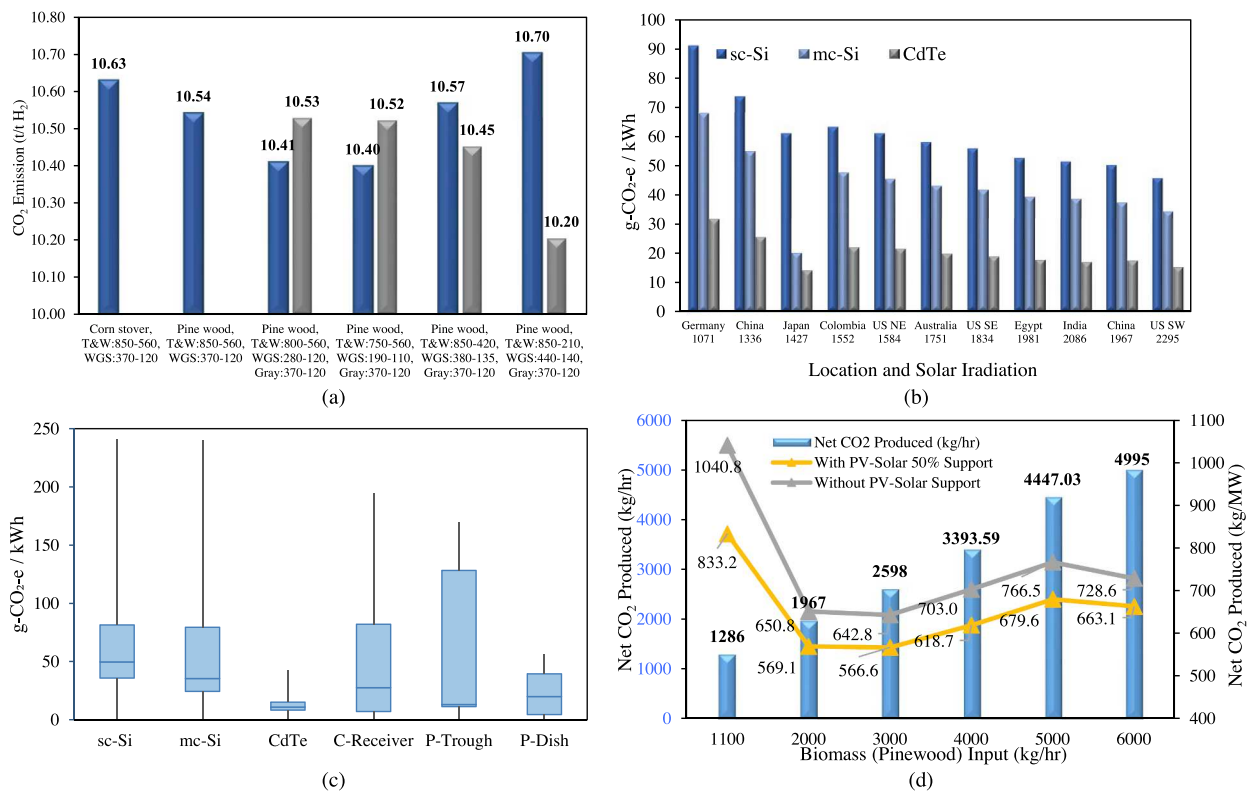 10.80
10.70
10.60
10.50
10.40
10.30
10.20
10.10
10.00
CO₂ Emission (t/t H₂)
10.63
10.54
10.41
10.53
10.40
10.52
10.57
10.45
10.70
10.20
Corn stover,
T&W:850-560,
WGS:370-120
Pine wood,
T&W:850-560,
WGS:370-120
Pine wood,
T&W:800-560,
WGS:280-120,
Gray:370-120
Pine wood,
T&W:750-560,
WGS:190-110,
Gray:370-120
Pine wood,
T&W:850-420,
WGS:380-135,
Gray:370-120
Pine wood,
T&W:850-210,
WGS:440-140,
Gray:370-120
(a)
100
90
80
70
60
50
40
30
20
10
0
g-CO₂-e / kWh
sc-Si
mc-Si
CdTe
Germany
1071
China
1336
Japan
1427
Colombia
1552
US NE
1584
Australia
1751
US SE
1834
Egypt
1981
India
2086
China
1967
US SW
2295
Location and Solar Irradiation
(b)
250
200
150
100
50
0
g-CO₂-e / kWh
sc-Si
mc-Si
CdTe
C-Receiver
P-Trough
P-Dish
(c)
6000
5000
4000
3000
2000
1000
0
Net CO₂ Produced (kg/hr)
Net CO2 Produced (kg/hr)
With PV-Solar 50% Support
Without PV-Solar Support
1040.8
833.2
1286
1967
650.8
569.1
2598
642.8
566.6
3393.59
703.0
618.7
4447.03
766.5
679.6
4995
728.6
663.1
1100
1000
900
800
700
600
500
400
Net CO₂ Produced (kg/MW)
1100
2000
3000
4000
5000
6000
Biomass (Pinewood) Input (kg/hr)
(d)